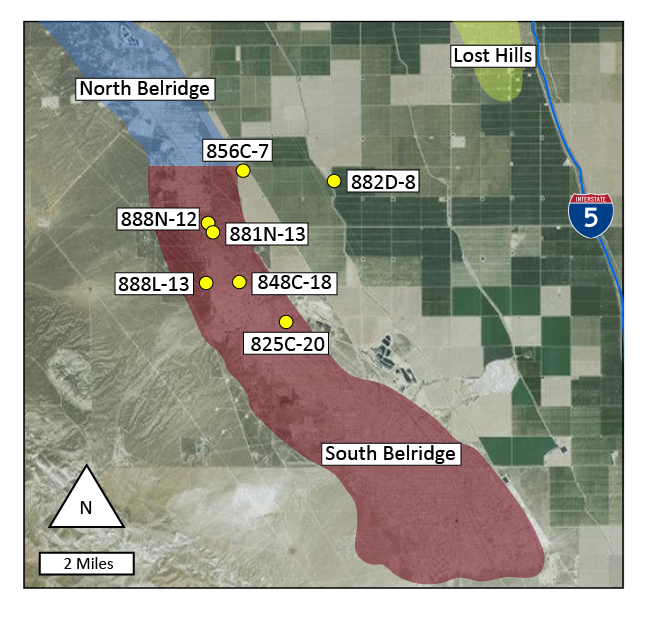 Lost Hills
North Belridge
856C-7
882D-8
INTERSTATE
5
888N-12
881N-13
888L-13
848C-18
825C-20
South Belridge
N
2 Miles